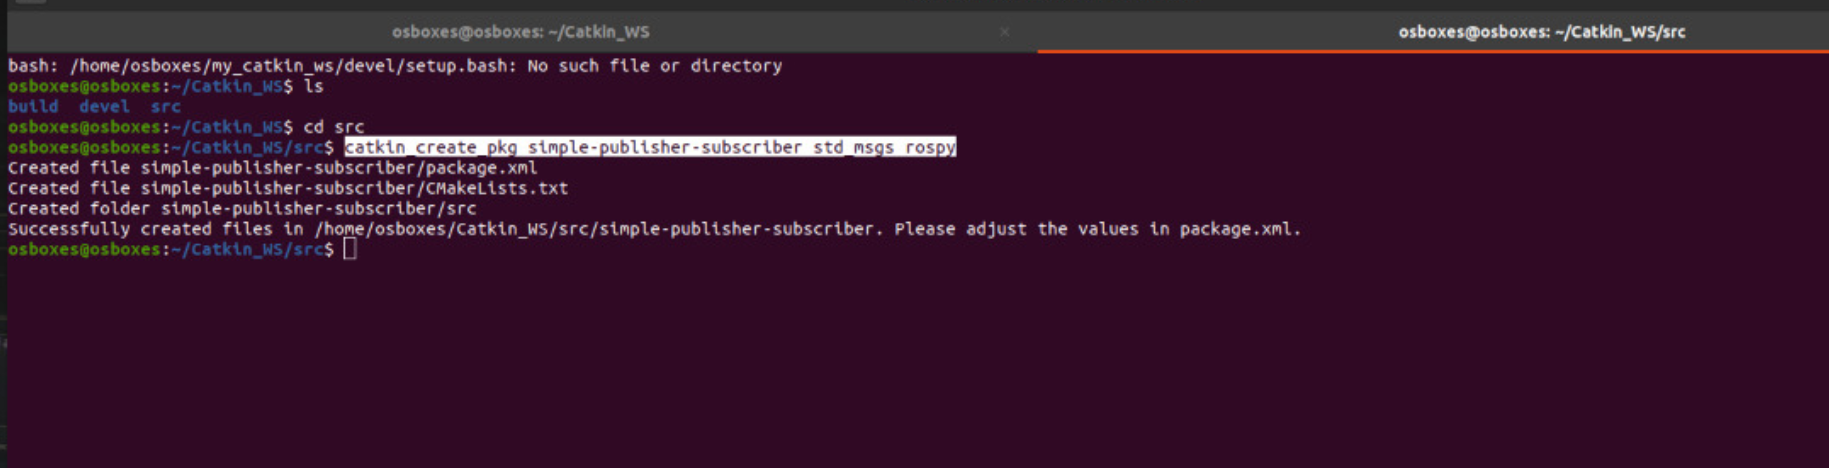 osboxes@osboxes: ~/Catkin_WS × osboxes@osboxes: ~/Catkin_WS/src
bash: /home/osboxes/my_catkin_ws/devel/setup.bash: No such file or directory
osboxes@osboxes:~/Catkin_WS$ ls
build  devel  src
osboxes@osboxes:~/Catkin_WS$ cd src
osboxes@osboxes:~/Catkin_WS/src$ catkin_create_pkg simple-publisher-subscriber std_msgs rospy
Created file simple-publisher-subscriber/package.xml
Created file simple-publisher-subscriber/CMakeLists.txt
Created folder simple-publisher-subscriber/src
Successfully created files in /home/osboxes/Catkin_WS/src/simple-publisher-subscriber. Please adjust the values in package.xml.
osboxes@osboxes:~/Catkin_WS/src$